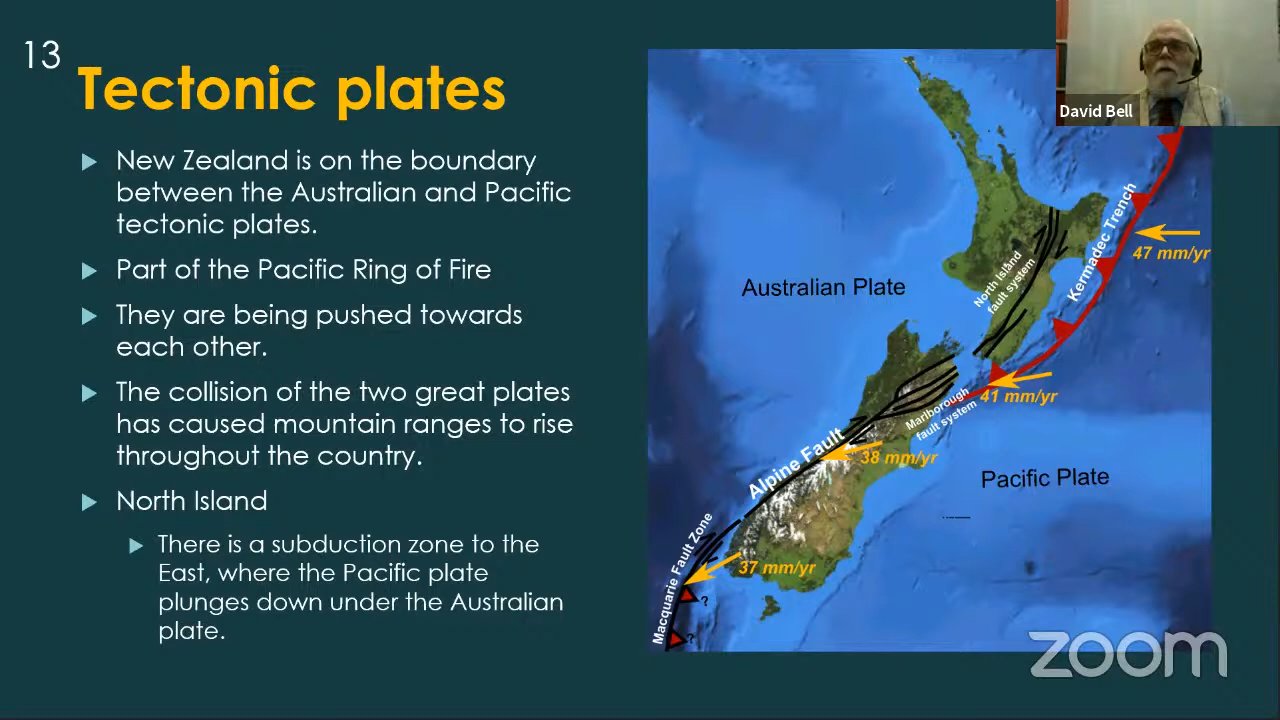 13
Tectonic plates
New Zealand is on the boundary
between the Australian and Pacific
tectonic plates.
Part of the Pacific Ring of Fire
They are being pushed towards
each other.
The collision of the two great plates
has caused mountain ranges to rise
throughout the country.
North Island
There is a subduction zone to the
East, where the Pacific plate
plunges down under the Australian
plate.
David Bell
Kermadec Trench
47 mm/yr
North Island
fault system
Australian Plate
41 mm/yr
Marlborough
fault system
Alpine Fault
38 mm/yr
Pacific Plate
Macquarie Fault Zone
37 mm/yr
?
?
zoom